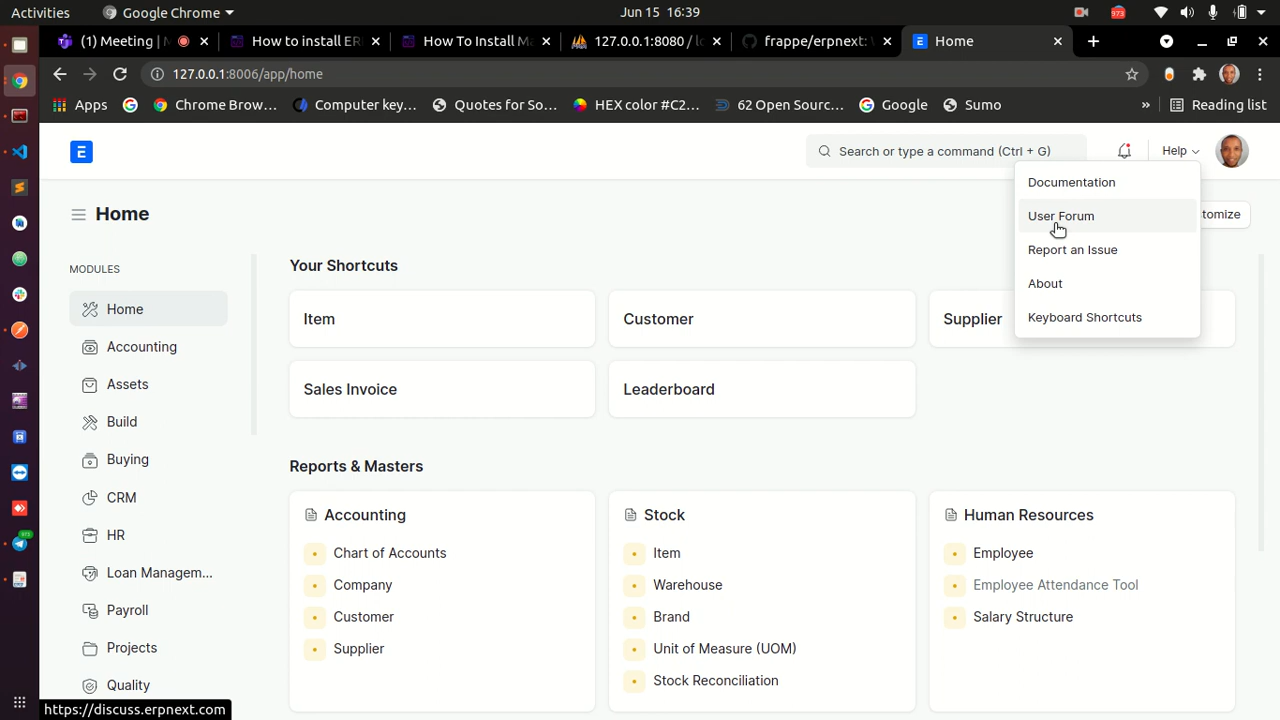 Activities
Google Chrome
Jun 15 16:39
973
(1) Meeting | M
How to install ER
How To Install Ma
127.0.0.1:8080 / lo
frappe/erpnext: W
Home
127.0.0.1:8006/app/home
Apps
Chrome Brow...
Computer key...
Quotes for So...
HEX color #C2...
62 Open Sourc...
Google
Sumo
»
Reading list
E
Search or type a command (Ctrl + G)
Help
Documentation
User Forum
Report an Issue
About
Keyboard Shortcuts
Home
tomize
MODULES
Home
Accounting
Assets
Build
Buying
CRM
HR
Loan Managem...
Payroll
Projects
Quality
Your Shortcuts
Item
Customer
Supplier
Sales Invoice
Leaderboard
Reports & Masters
Accounting
Chart of Accounts
Company
Customer
Supplier
Stock
Item
Warehouse
Brand
Unit of Measure (UOM)
Stock Reconciliation
Human Resources
Employee
Employee Attendance Tool
Salary Structure
https://discuss.erpnext.com